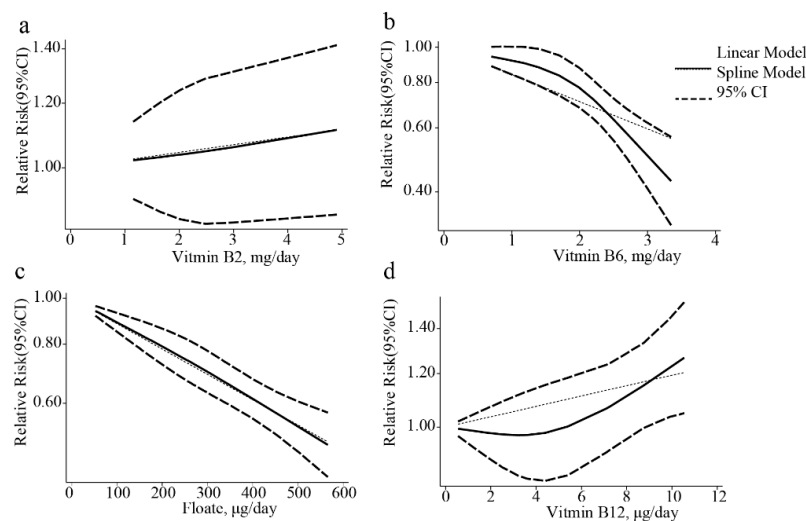 a
Relative Risk(95%CI)
1.40
1.20
1.00
0 1 2 3 4 5
Vitmin B2, mg/day
b
Relative Risk(95%CI)
1.00
0.80
0.60
0.40
0 1 2 3 4
Vitmin B6, mg/day
Linear Model
Spline Model
95% CI
c
Relative Risk(95%CI)
1.00
0.80
0.60
0 100 200 300 400 500 600
Floate, μg/day
d
Relative Risk(95%CI)
1.40
1.20
1.00
0 2 4 6 8 10 12
Vitmin B12, μg/day